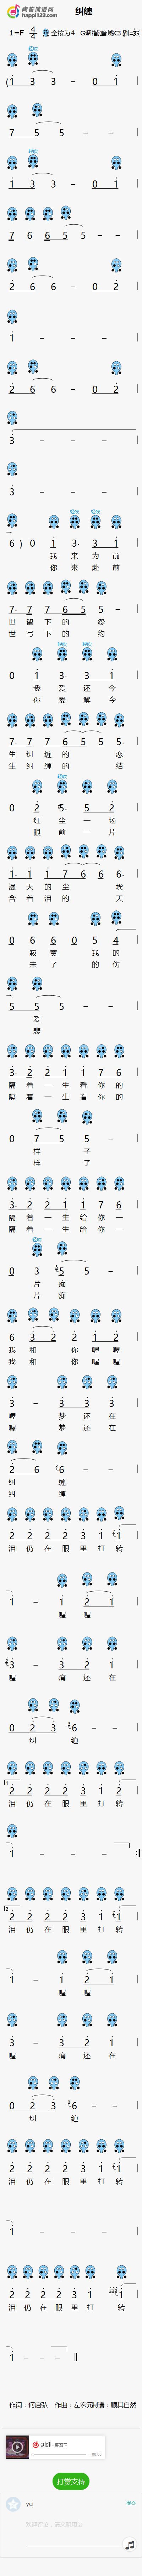 陶笛简谱网
happi123.com
纠缠
1=F 4/4 全按为4
(1 3 3 – 0 1
7 5 5 – –
1 3 3 – 0 1
7 6 6 5 5 – –
2 6 6 – 0 2
1 – – –
2 6 6 – 0 2
3 – – –
3 – – –
6 ) 0 1 3. 3 1
我 来 为 前
你 来 赴 前
7. 7 7 6 5 5 –
世 留 下 的 怨
世 写 下 的 约
0 1 3. 3 1
我 爱 还 今
你 爱 解 今
7. 7 7 6 5 5 5.
生 纠 缠 的 恋
生 纠 缠 的 结
0 2 5. 5 2
红 尘 一 场
眼 前 一 片
1. 1 1 7 6 6 6.
漫 天 的 尘 埃
含 着 泪 的 天
0 6 6 0 5 4
寂 寞 我 的
未 了 的 伤
5 5 5 – –
爱
悲
3. 2 2 1 1 7 6
隔 着 一 生 看 你 的
隔 着 一 生 看 你 的
0 7 5 5 –
样 子
样 子
3. 2 2 1 1 7 6
隔 着 一 生 给 你 一
隔 着 一 生 给 你 一
0 3 5 5 –
片 痴
片 痴
6 3 2 2 1 2
我 和 你 喔 喔
我 和 你 喔 喔
3 – 3 3 3
喔 梦 还 在
喔 梦 还 在
2 6 6 – –
纠 缠
纠 缠
2 2 2 2 3 1 1
泪 仍 在 眼 里 打 转
1 – 1 2 1
喔 喔
3 – 3 2 1
喔 痛 还 在
0 2 3 6 – –
纠 缠
1.
2 2 2 2 3 1 2
泪 仍 在 眼 里 打 转
1 – – – :‖
2.
2 2 2 2 3 1 1
泪 仍 在 眼 里 打 转
1 – 1 2 1
喔 喔
3 – 3 2 1
喔 痛 还 在
0 2 3 6 – –
纠 缠
2 2 2 2 3 1 1
泪 仍 在 眼 里 打 转
1 – – –
2 2 2 2 3 1 1
泪 仍 在 眼 里 打 转
1 – – – ‖
作词：何启弘 作曲：左宏元 制谱：顺其自然
纠缠
打赏支持
yci